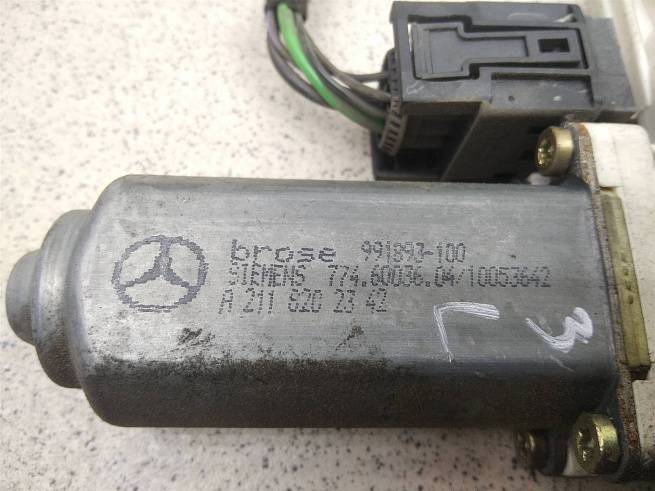 brose 991893-100
SIEMENS 774.60036.04/10053642
A 211 820 23 42
L 3